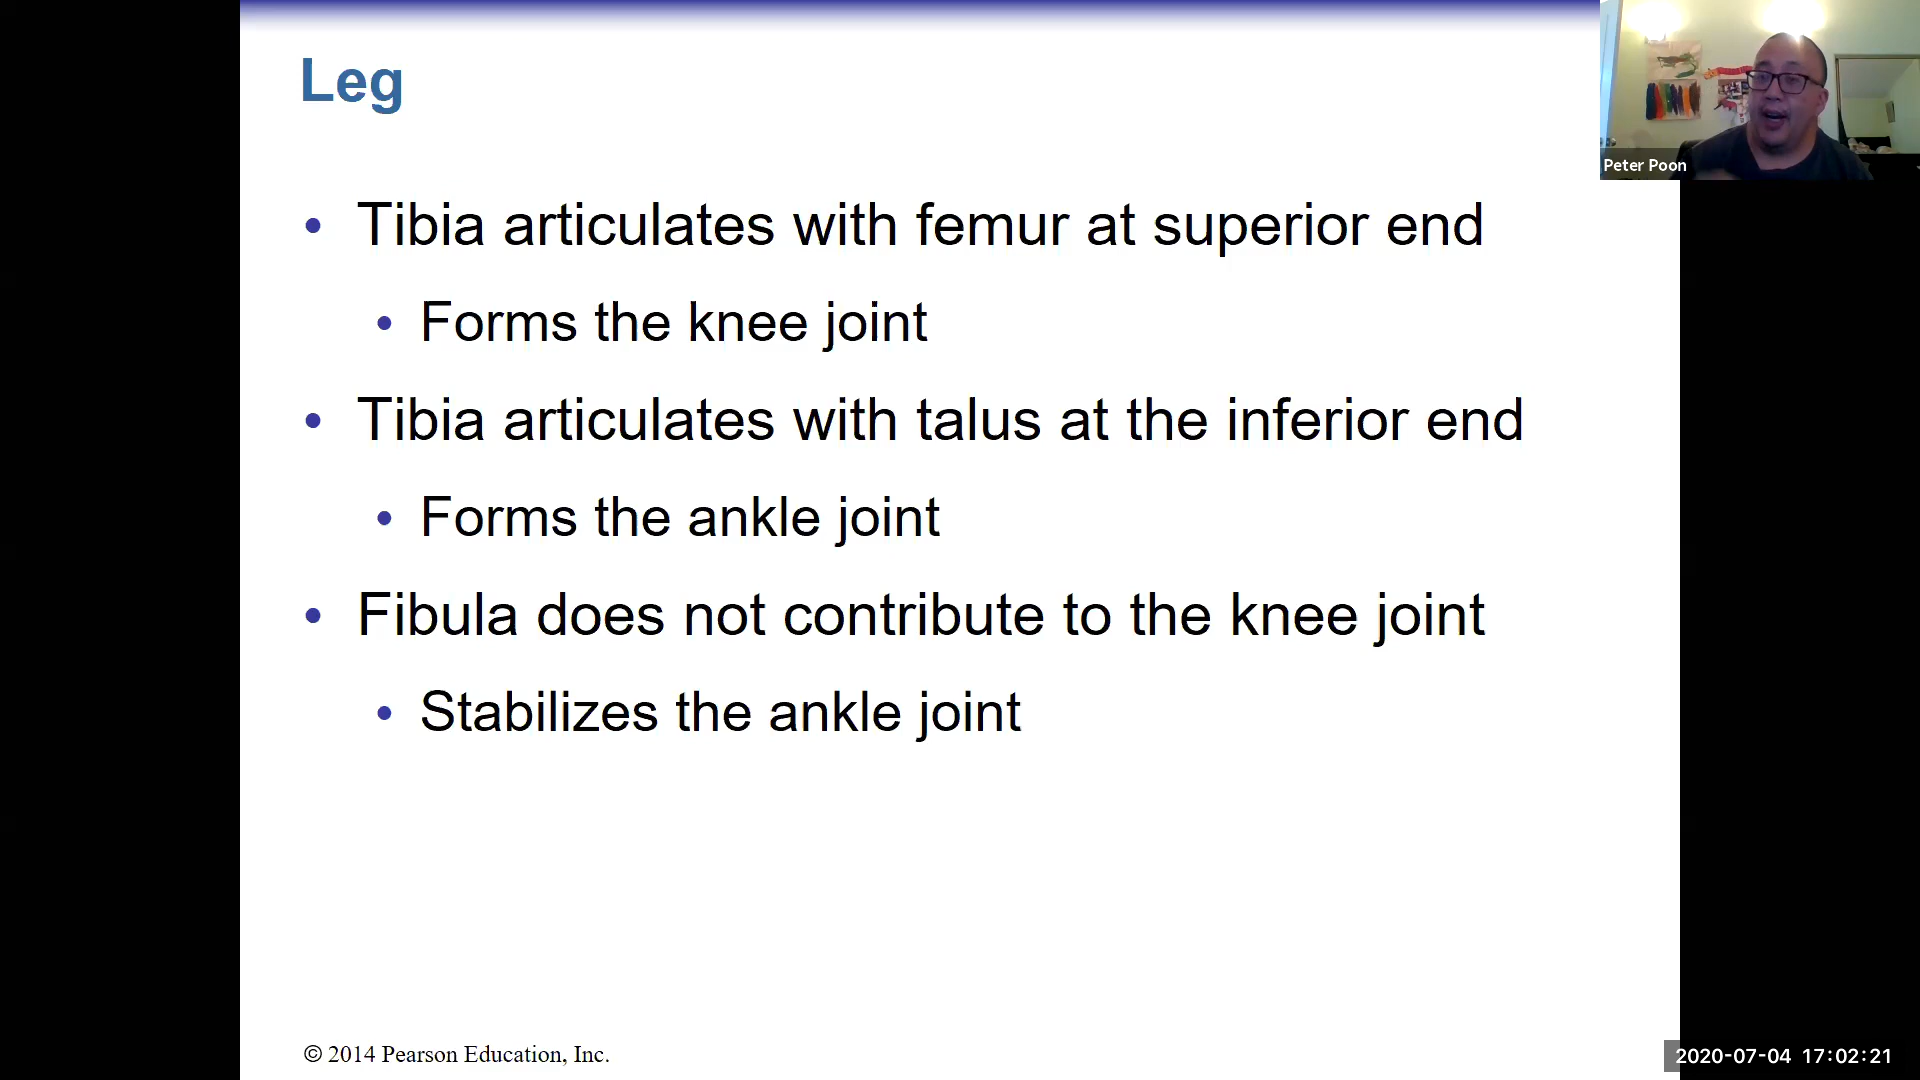 Leg
Peter Poon
• Tibia articulates with femur at superior end
• Forms the knee joint
• Tibia articulates with talus at the inferior end
• Forms the ankle joint
• Fibula does not contribute to the knee joint
• Stabilizes the ankle joint
© 2014 Pearson Education, Inc.
2020-07-04 17:02:21